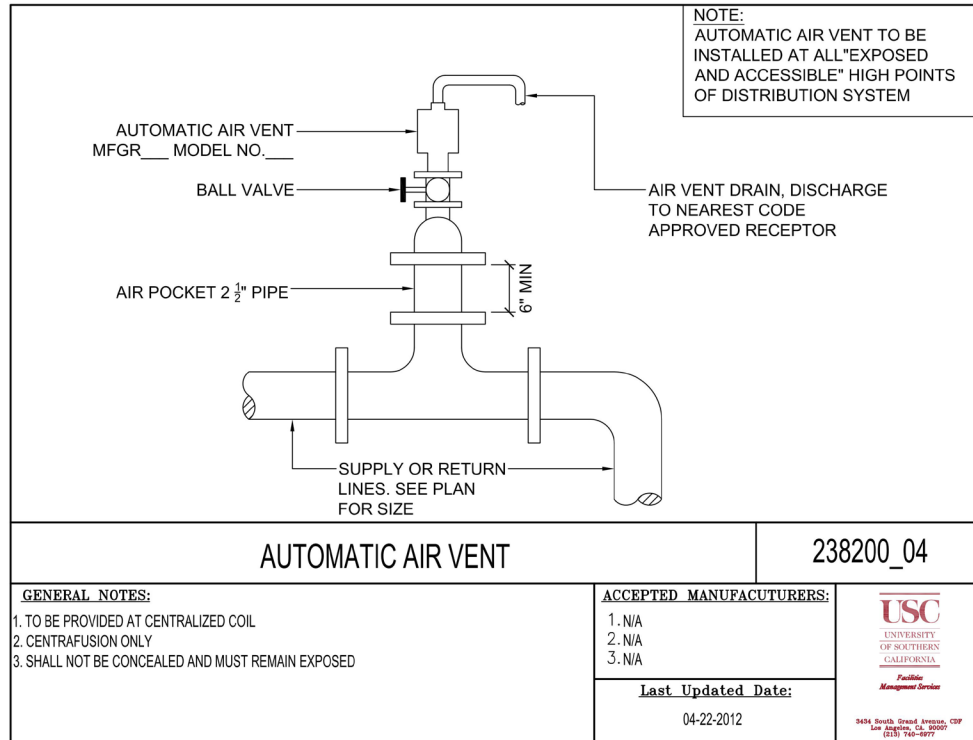 NOTE:
AUTOMATIC AIR VENT TO BE
INSTALLED AT ALL"EXPOSED
AND ACCESSIBLE" HIGH POINTS
OF DISTRIBUTION SYSTEM
AUTOMATIC AIR VENT
MFGR___ MODEL NO.___
BALL VALVE
AIR VENT DRAIN, DISCHARGE
TO NEAREST CODE
APPROVED RECEPTOR
AIR POCKET 2 1/2" PIPE
6" MIN
SUPPLY OR RETURN
LINES. SEE PLAN
FOR SIZE
AUTOMATIC AIR VENT
238200_04
GENERAL NOTES:
1. TO BE PROVIDED AT CENTRALIZED COIL
2. CENTRAFUSION ONLY
3. SHALL NOT BE CONCEALED AND MUST REMAIN EXPOSED
ACCEPTED MANUFACUTURERS:
1. N/A
2. N/A
3. N/A
Last Updated Date:
04-22-2012
USC
UNIVERSITY
OF SOUTHERN
CALIFORNIA
Facilities
Management Services
3434 South Grand Avenue, CDF
Los Angeles, CA. 90007
(213) 740-6977